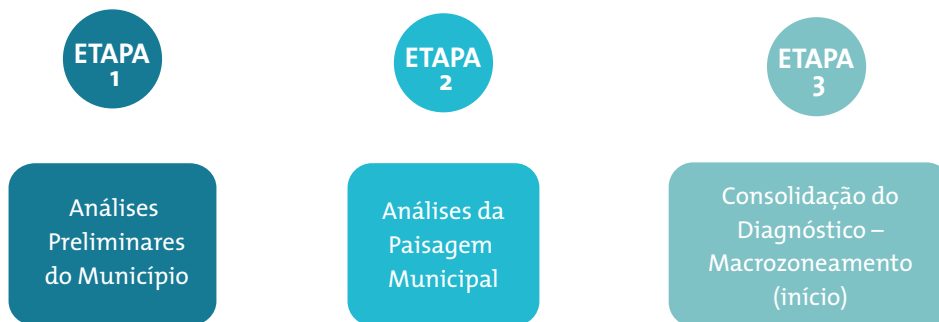 ETAPA
1
ETAPA
2
ETAPA
3
Análises
Preliminares
do Município
Análises da
Paisagem
Municipal
Consolidação do
Diagnóstico –
Macrozoneamento
(início)